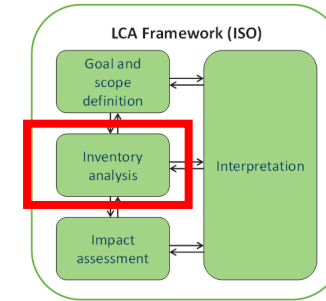 LCA Framework (ISO)
Goal and
scope
definition
Inventory
analysis
Interpretation
Impact
assessment